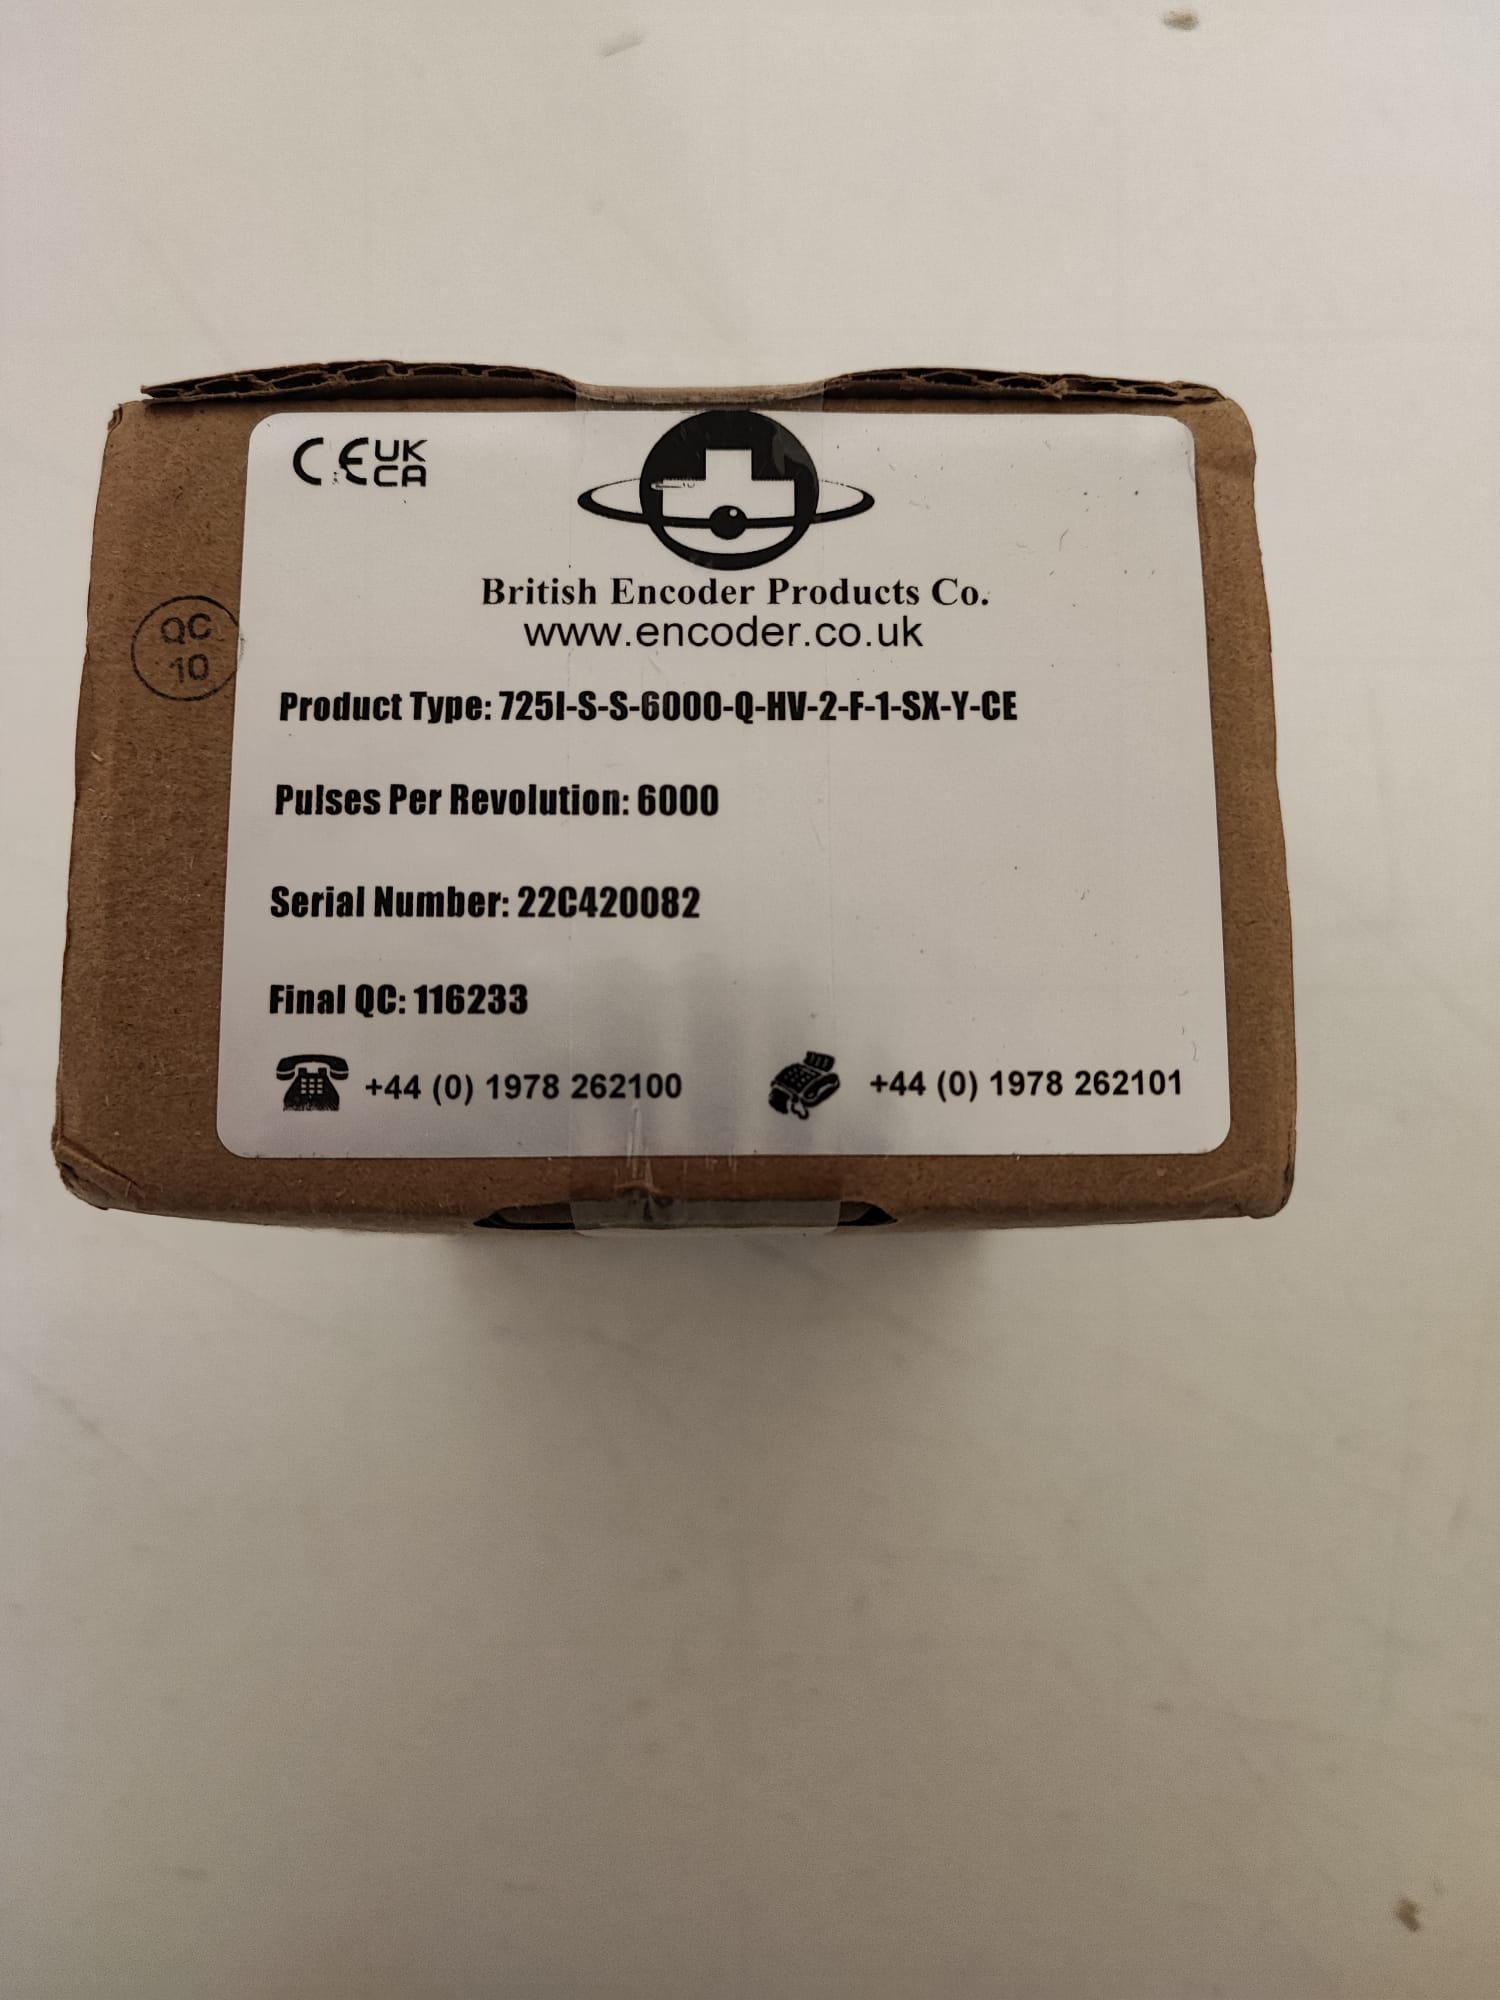 CE UK
CA
British Encoder Products Co.
www.encoder.co.uk
QC
10
Product Type: 725I-S-S-6000-Q-HV-2-F-1-SX-Y-CE
Pulses Per Revolution: 6000
Serial Number: 22C420082
Final QC: 116233
+44 (0) 1978 262100
+44 (0) 1978 262101